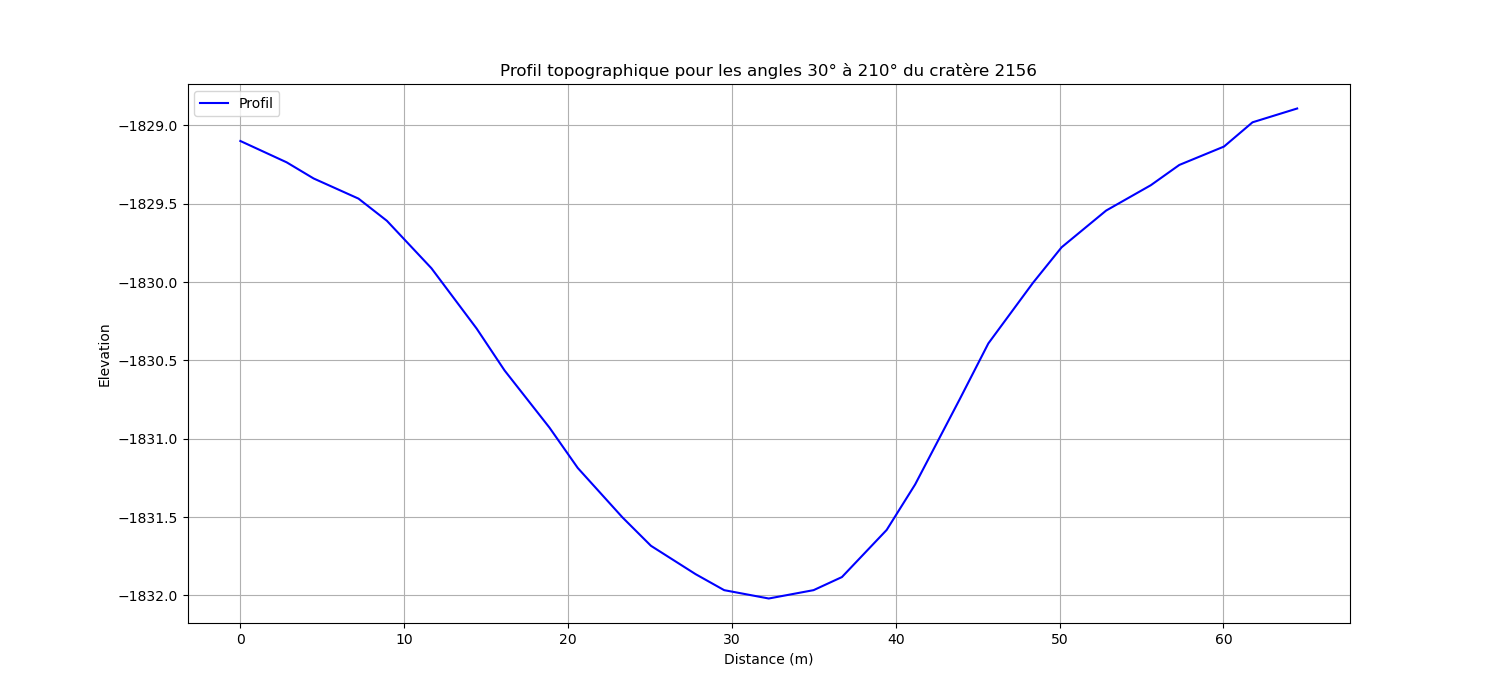 Profil topographique pour les angles 30° à 210° du cratère 2156
Profil
−1829.0
−1829.5
−1830.0
−1830.5
−1831.0
−1831.5
−1832.0
Elevation
0 10 20 30 40 50 60
Distance (m)